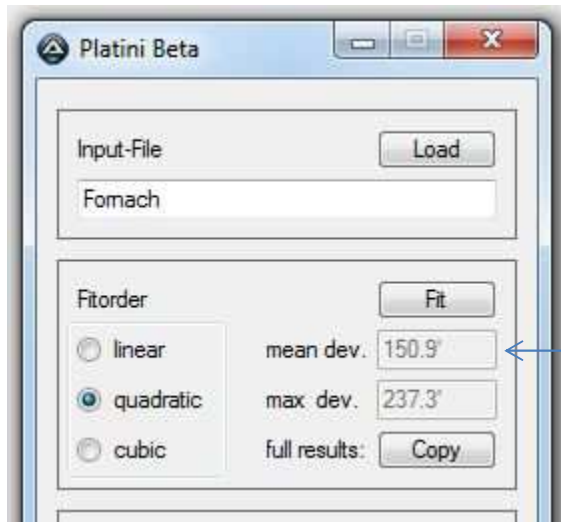 Platini Beta
Input-File Load
Fornach
Fitorder Fit
linear mean dev. 150.9'
quadratic max dev. 237.3'
cubic full results: Copy